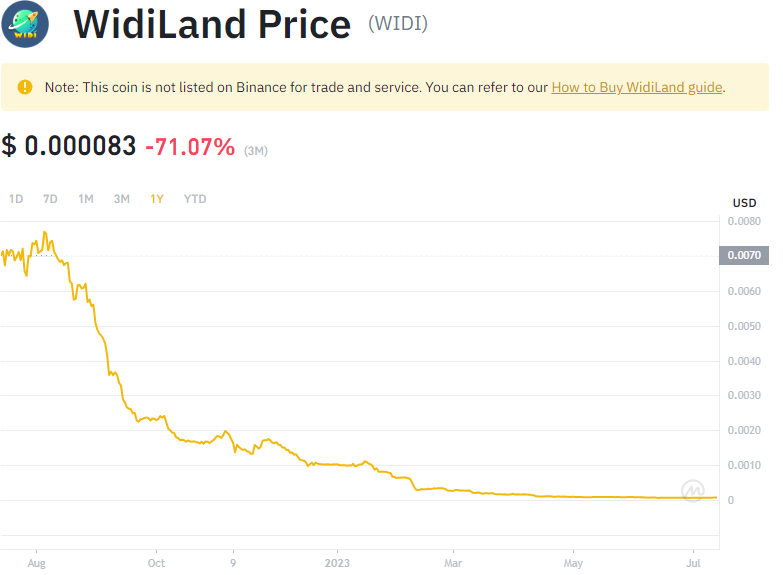 WIDI
WidiLand Price (WIDI)
Note: This coin is not listed on Binance for trade and service. You can refer to our How to Buy WidiLand guide.
$ 0.000083 -71.07% (3M)
1D 7D 1M 3M 1Y YTD
USD
0.0080
0.0070
0.0060
0.0050
0.0040
0.0030
0.0020
0.0010
0
Aug Oct 9 2023 Mar May Jul